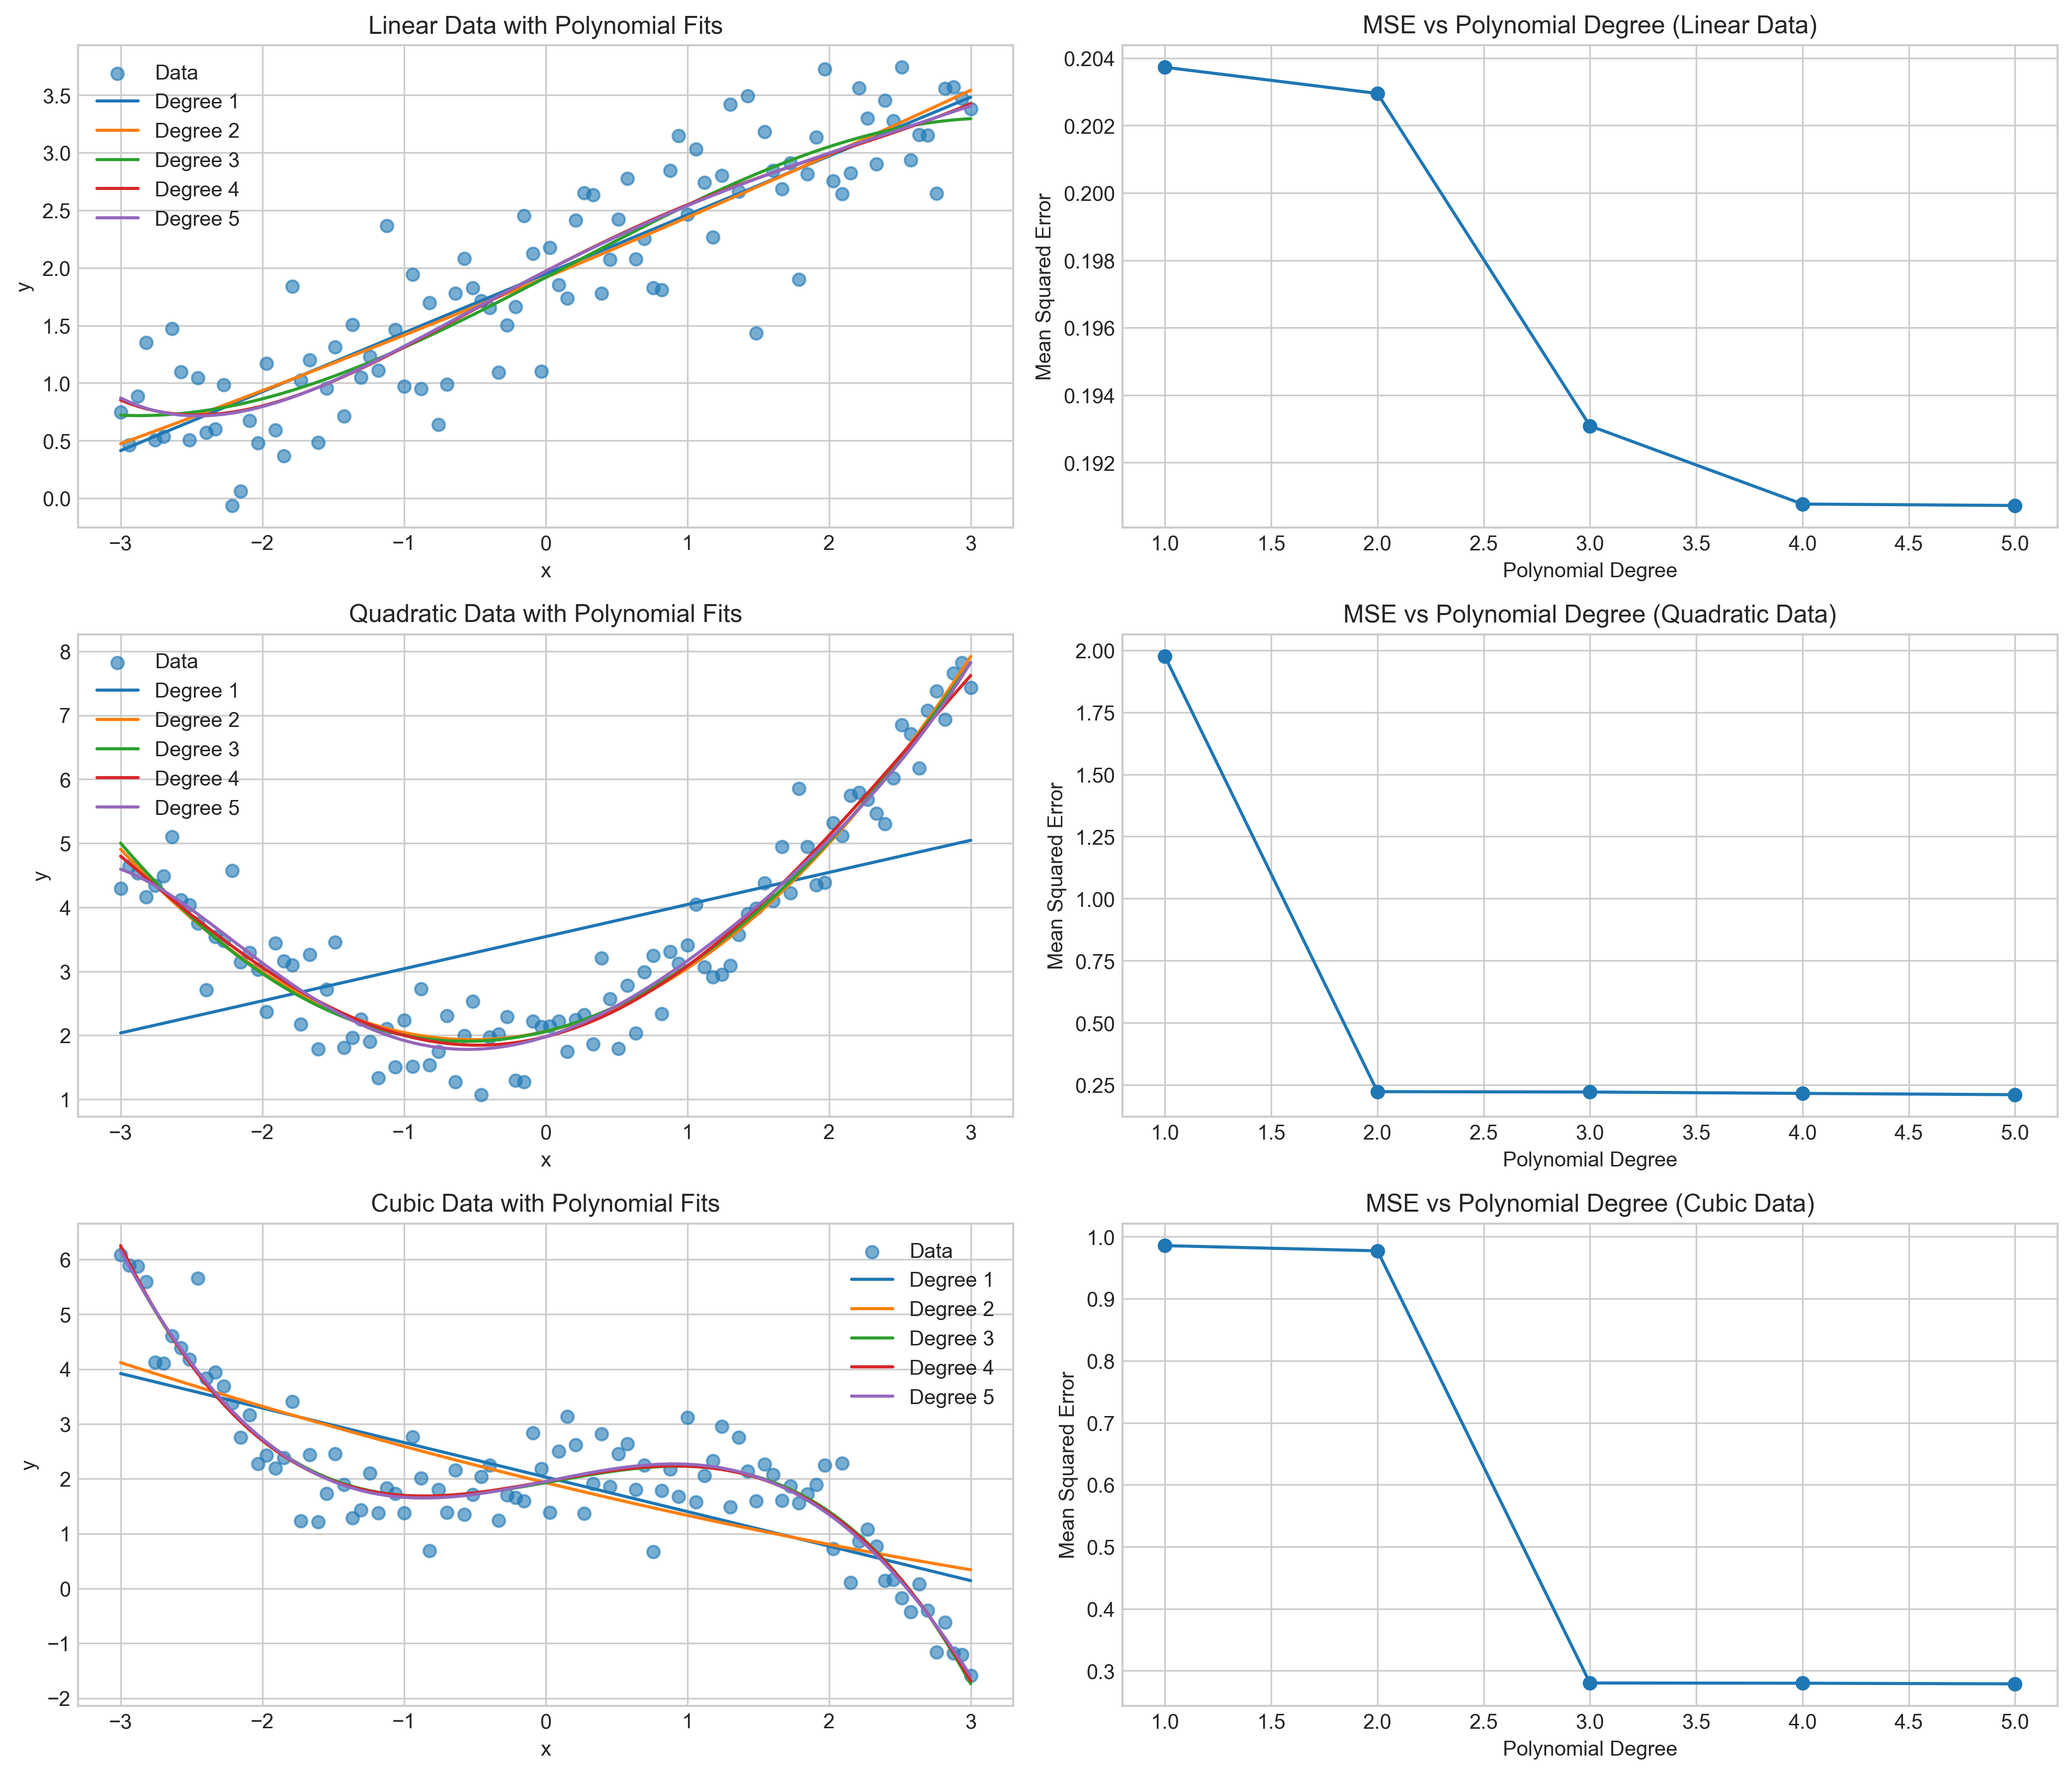 Linear Data with Polynomial Fits
Data
Degree 1
Degree 2
Degree 3
Degree 4
Degree 5
3.5
3.0
2.5
2.0
1.5
1.0
0.5
0.0
y
−3 −2 −1 0 1 2 3
x
MSE vs Polynomial Degree (Linear Data)
0.204
0.202
0.200
0.198
0.196
0.194
0.192
Mean Squared Error
1.0 1.5 2.0 2.5 3.0 3.5 4.0 4.5 5.0
Polynomial Degree
Quadratic Data with Polynomial Fits
Data
Degree 1
Degree 2
Degree 3
Degree 4
Degree 5
8
7
6
5
4
3
2
1
y
−3 −2 −1 0 1 2 3
x
MSE vs Polynomial Degree (Quadratic Data)
2.00
1.75
1.50
1.25
1.00
0.75
0.50
0.25
Mean Squared Error
1.0 1.5 2.0 2.5 3.0 3.5 4.0 4.5 5.0
Polynomial Degree
Cubic Data with Polynomial Fits
Data
Degree 1
Degree 2
Degree 3
Degree 4
Degree 5
6
5
4
3
2
1
0
−1
−2
y
−3 −2 −1 0 1 2 3
x
MSE vs Polynomial Degree (Cubic Data)
1.0
0.9
0.8
0.7
0.6
0.5
0.4
0.3
Mean Squared Error
1.0 1.5 2.0 2.5 3.0 3.5 4.0 4.5 5.0
Polynomial Degree